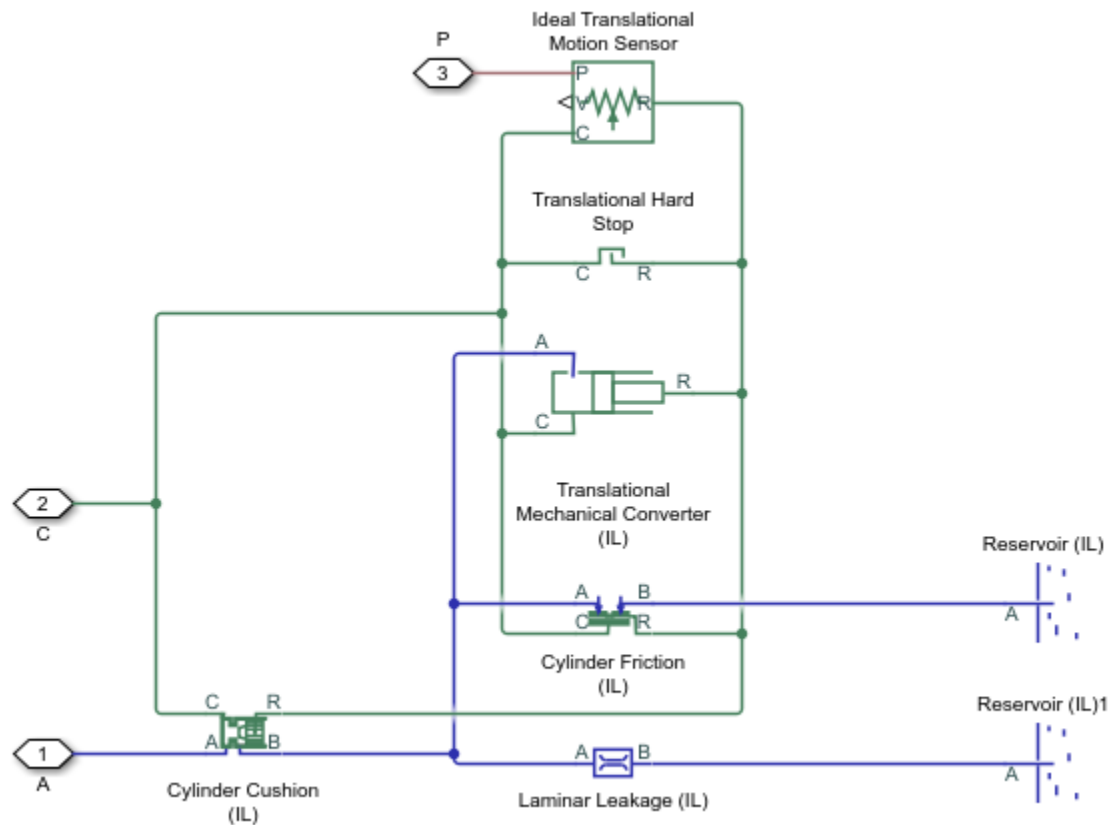 Ideal Translational
Motion Sensor
P
3
P
V
R
C
Translational Hard
Stop
C
R
A
R
C
2
C
Translational
Mechanical Converter
(IL)
Reservoir (IL)
A
B
A
C
R
Cylinder Friction
(IL)
Reservoir (IL)1
C
R
A
B
1
A
A
B
A
Cylinder Cushion
(IL)
Laminar Leakage (IL)